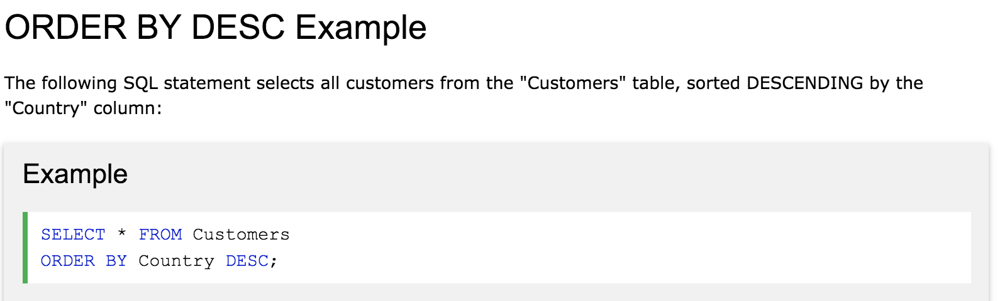 ORDER BY DESC Example
The following SQL statement selects all customers from the "Customers" table, sorted DESCENDING by the
"Country" column:
Example
SELECT * FROM Customers
ORDER BY Country DESC;